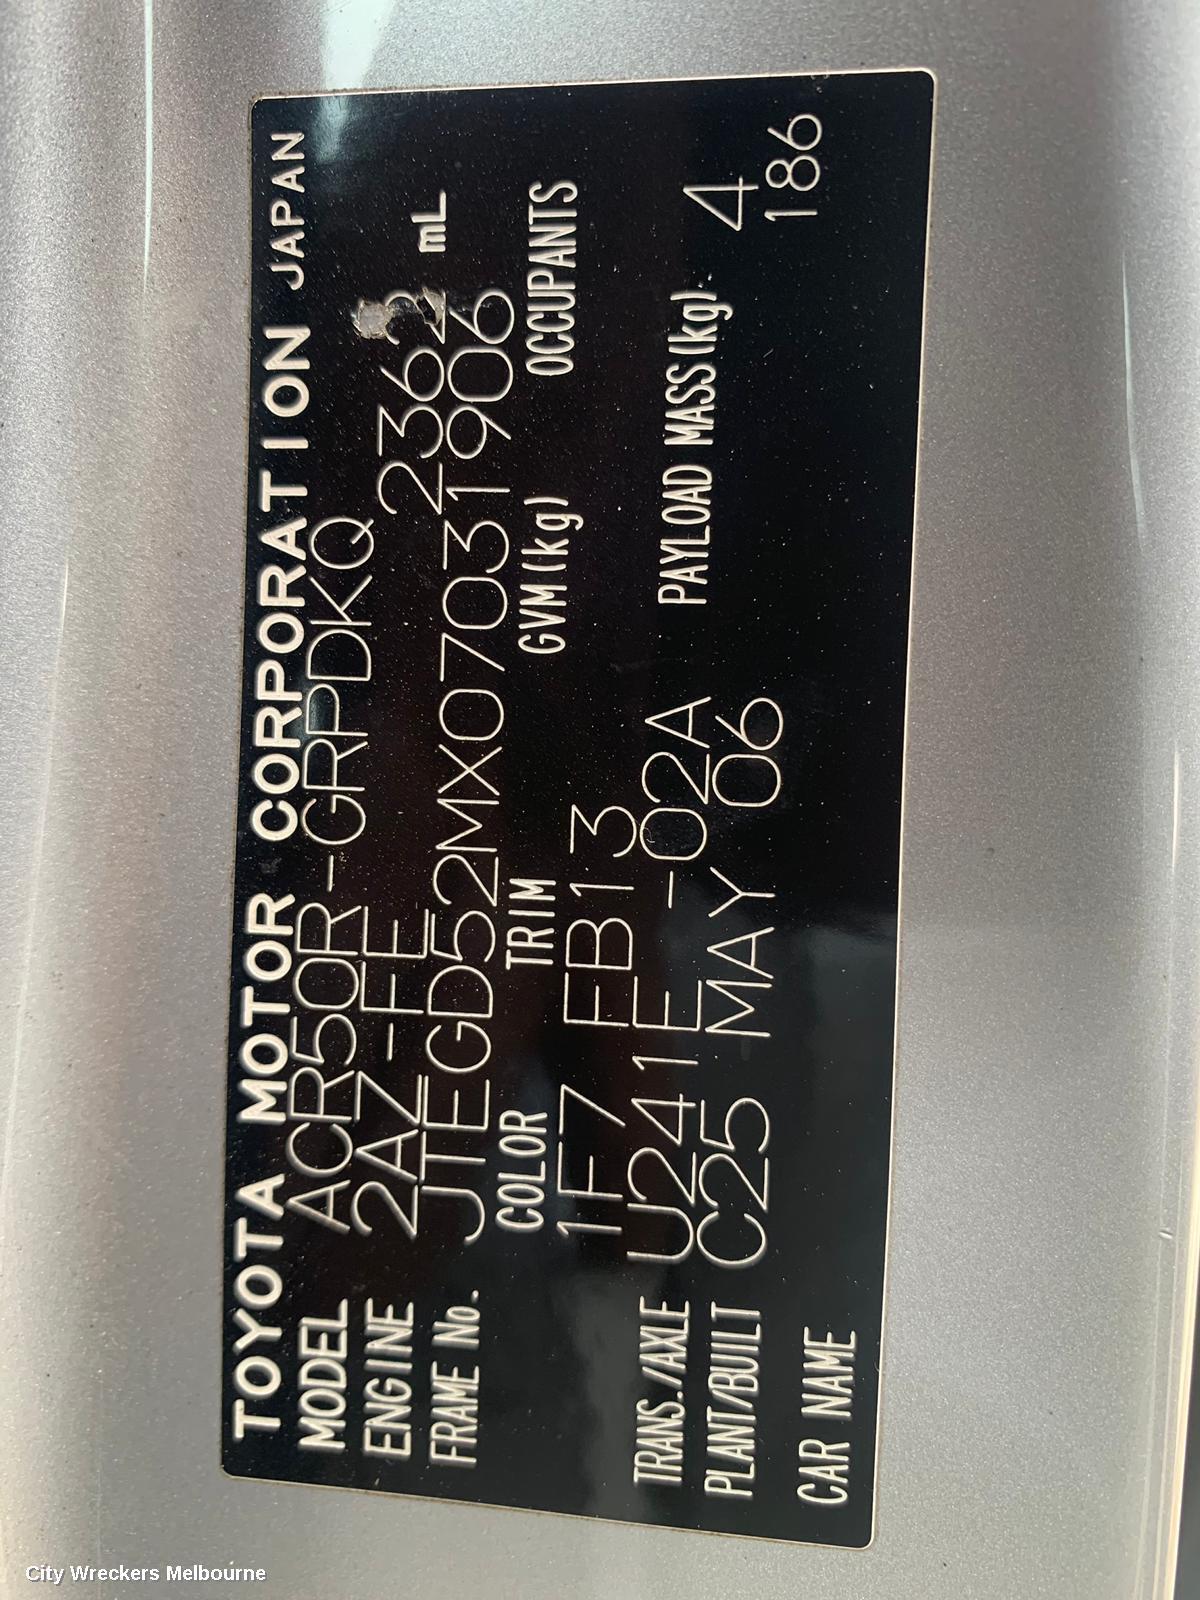 TOYOTA MOTOR CORPORATION JAPAN
MODEL ACR50R-GRPDKQ
ENGINE 2AZ-FE 2362 mL
FRAME No. JTEGD52MX07031906
COLOR TRIM GVM(kg) OCCUPANTS
1F7 FB13
TRANS./AXLE U241E -02A PAYLOAD MASS(kg) 4
PLANT/BUILT C25 MAY 06 186
CAR NAME
City Wreckers Melbourne